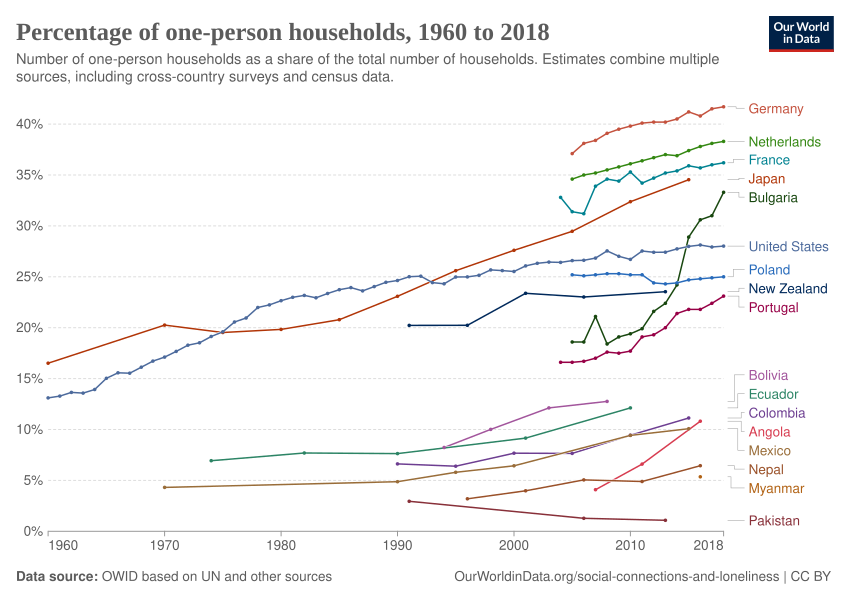 Percentage of one-person households, 1960 to 2018
Our World
in Data
Number of one-person households as a share of the total number of households. Estimates combine multiple
sources, including cross-country surveys and census data.
40%
35%
30%
25%
20%
15%
10%
5%
0%
Germany
Netherlands
France
Japan
Bulgaria
United States
Poland
New Zealand
Portugal
Bolivia
Ecuador
Colombia
Angola
Mexico
Nepal
Myanmar
Pakistan
1960 1970 1980 1990 2000 2010 2018
Data source: OWID based on UN and other sources
OurWorldinData.org/social-connections-and-loneliness | CC BY